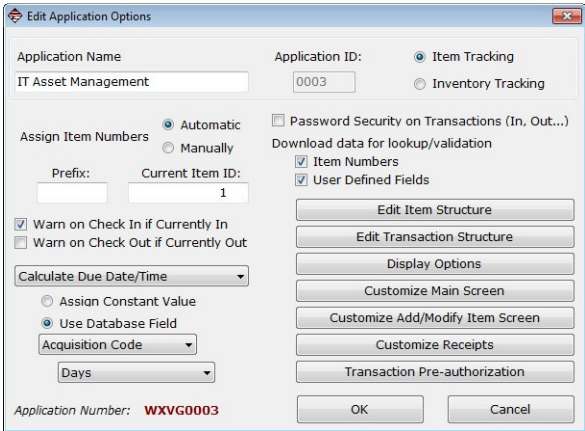 Edit Application Options
Application Name
Application ID:
Item Tracking
IT Asset Management
0003
Inventory Tracking
Assign Item Numbers
Automatic
Manually
Password Security on Transactions (In, Out...)
Download data for lookup/validation
Item Numbers
User Defined Fields
Prefix:
Current Item ID:
1
Warn on Check In if Currently In
Warn on Check Out if Currently Out
Calculate Due Date/Time
Assign Constant Value
Use Database Field
Acquisition Code
Days
Edit Item Structure
Edit Transaction Structure
Display Options
Customize Main Screen
Customize Add/Modify Item Screen
Customize Receipts
Transaction Pre-authorization
Application Number: WXVG0003
OK
Cancel